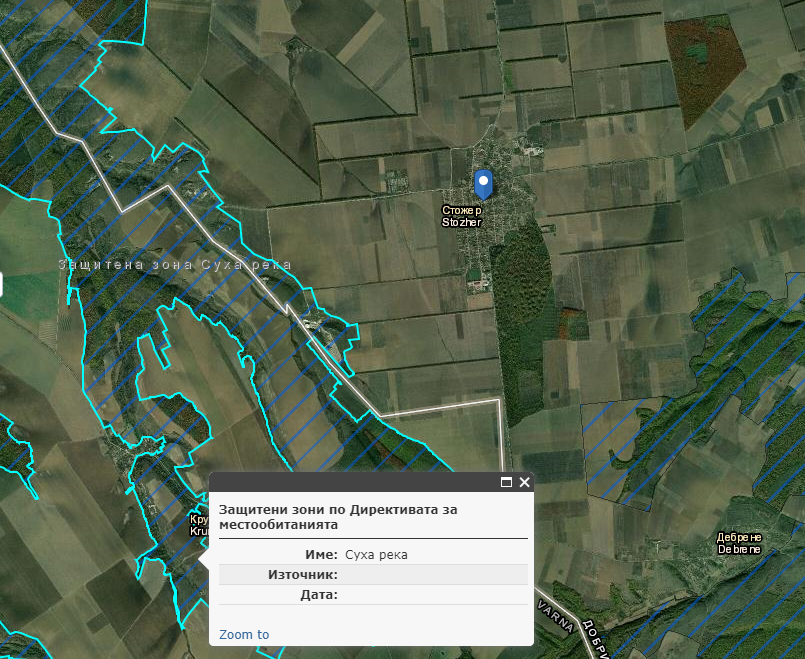 Стожер
Stozher
Защитена зона Суха река
Защитени зони по Директивата за
местообитанията
Име: Суха река
Източник:
Дата:
Zoom to
Дебрене
Debrene
VARNA